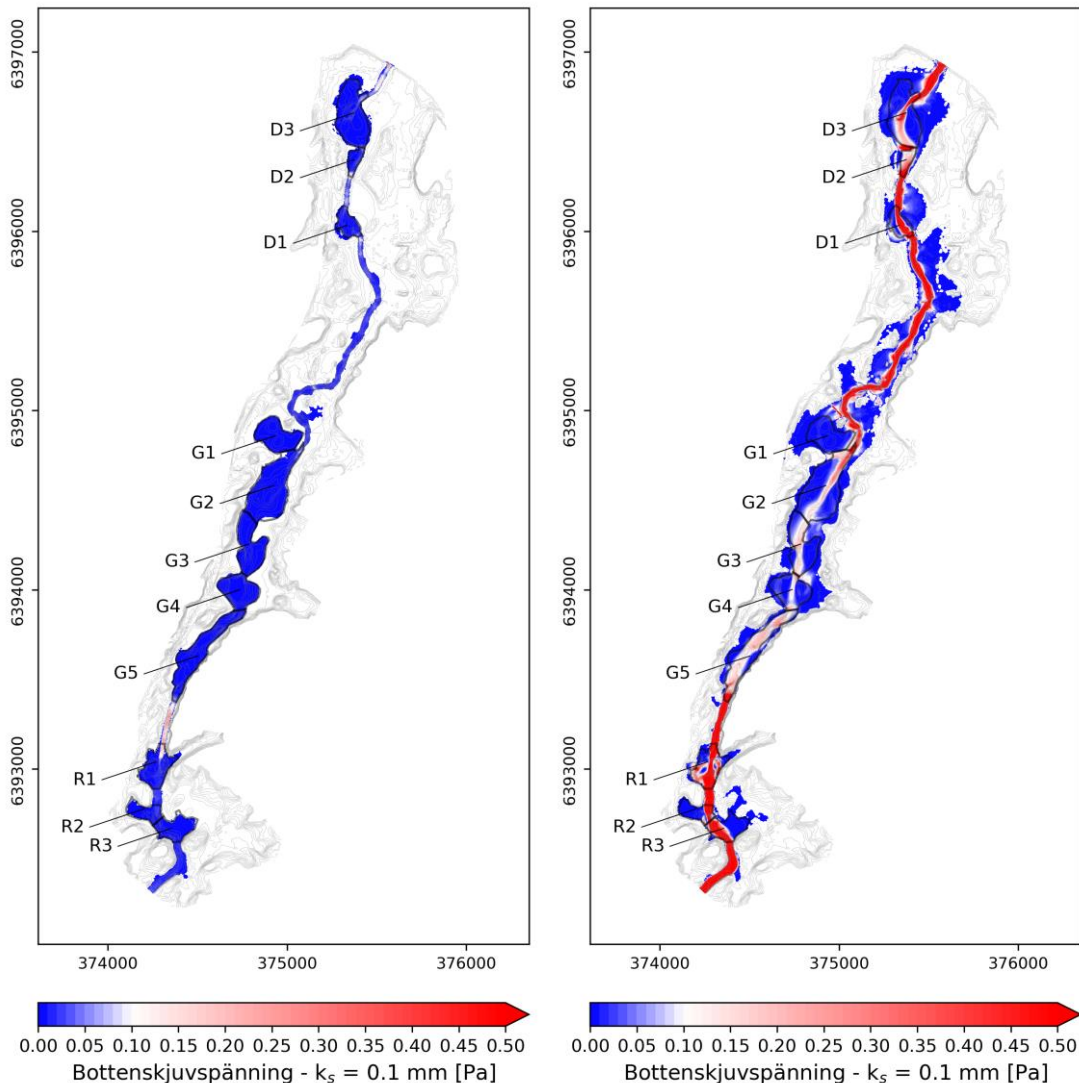 6397000
6396000
6395000
6394000
6393000
D3
D2
D1
G1
G2
G3
G4
G5
R1
R2
R3
374000 375000 376000
0.00 0.05 0.10 0.15 0.20 0.25 0.30 0.35 0.40 0.45 0.50
Bottenskjuvspänning - kₛ = 0.1 mm [Pa]
6397000
6396000
6395000
6394000
6393000
D3
D2
D1
G1
G2
G3
G4
G5
R1
R2
R3
374000 375000 376000
0.00 0.05 0.10 0.15 0.20 0.25 0.30 0.35 0.40 0.45 0.50
Bottenskjuvspänning - kₛ = 0.1 mm [Pa]